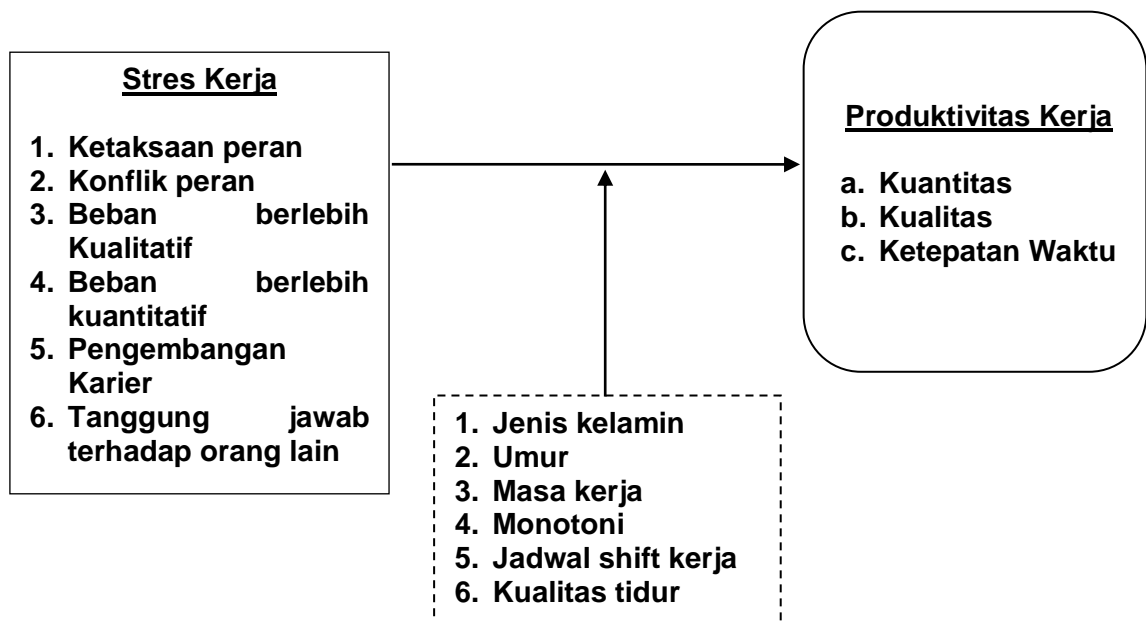 Stres Kerja
1. Ketaksaan peran
2. Konflik peran
3. Beban berlebih
Kualitatif
4. Beban berlebih
kuantitatif
5. Pengembangan
Karier
6. Tanggung jawab
terhadap orang lain
Produktivitas Kerja
a. Kuantitas
b. Kualitas
c. Ketepatan Waktu
1. Jenis kelamin
2. Umur
3. Masa kerja
4. Monotoni
5. Jadwal shift kerja
6. Kualitas tidur